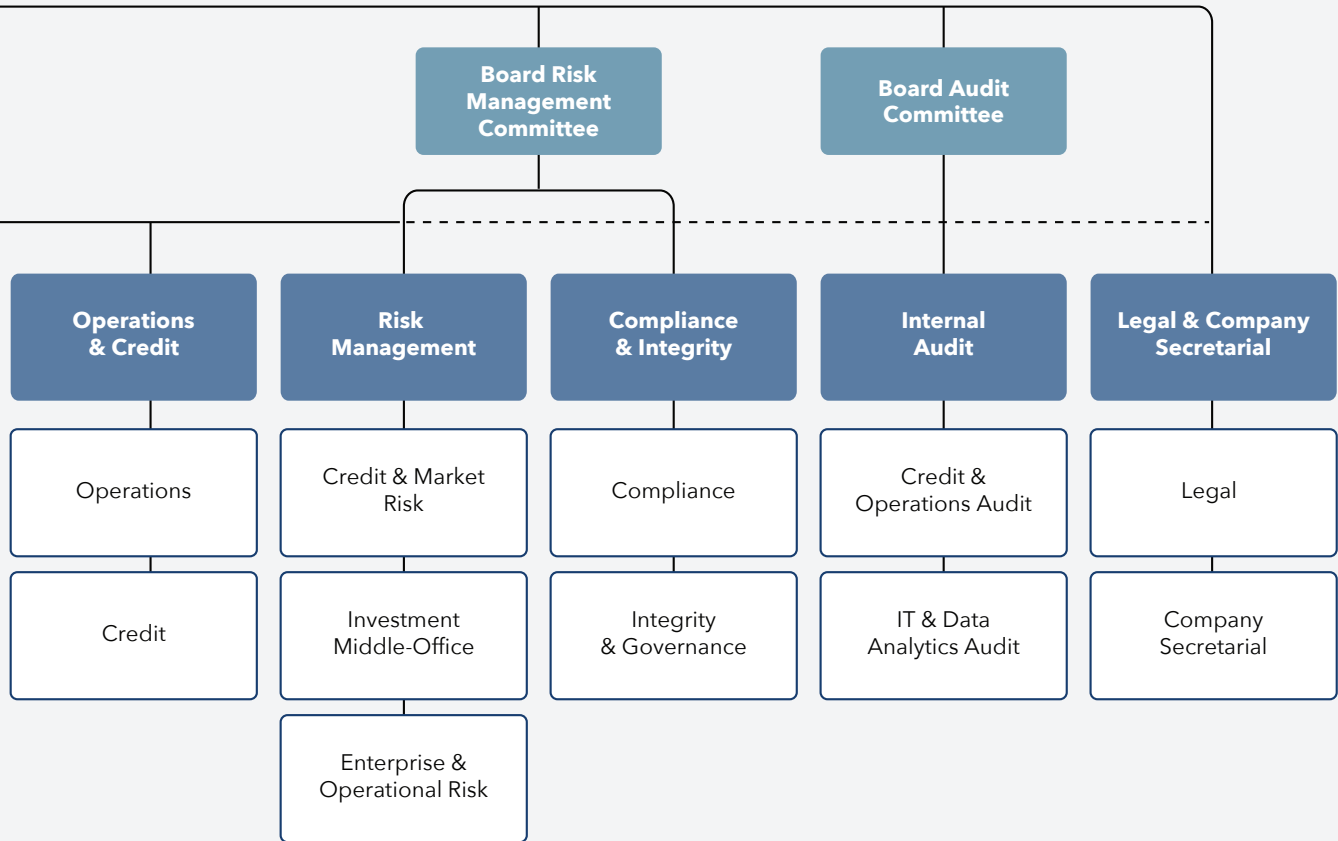 Board Risk
Management
Committee
Board Audit
Committee
Operations
& Credit
Risk
Management
Compliance
& Integrity
Internal
Audit
Legal & Company
Secretarial
Operations
Credit & Market
Risk
Compliance
Credit &
Operations Audit
Legal
Credit
Investment
Middle-Office
Integrity
& Governance
IT & Data
Analytics Audit
Company
Secretarial
Enterprise &
Operational Risk